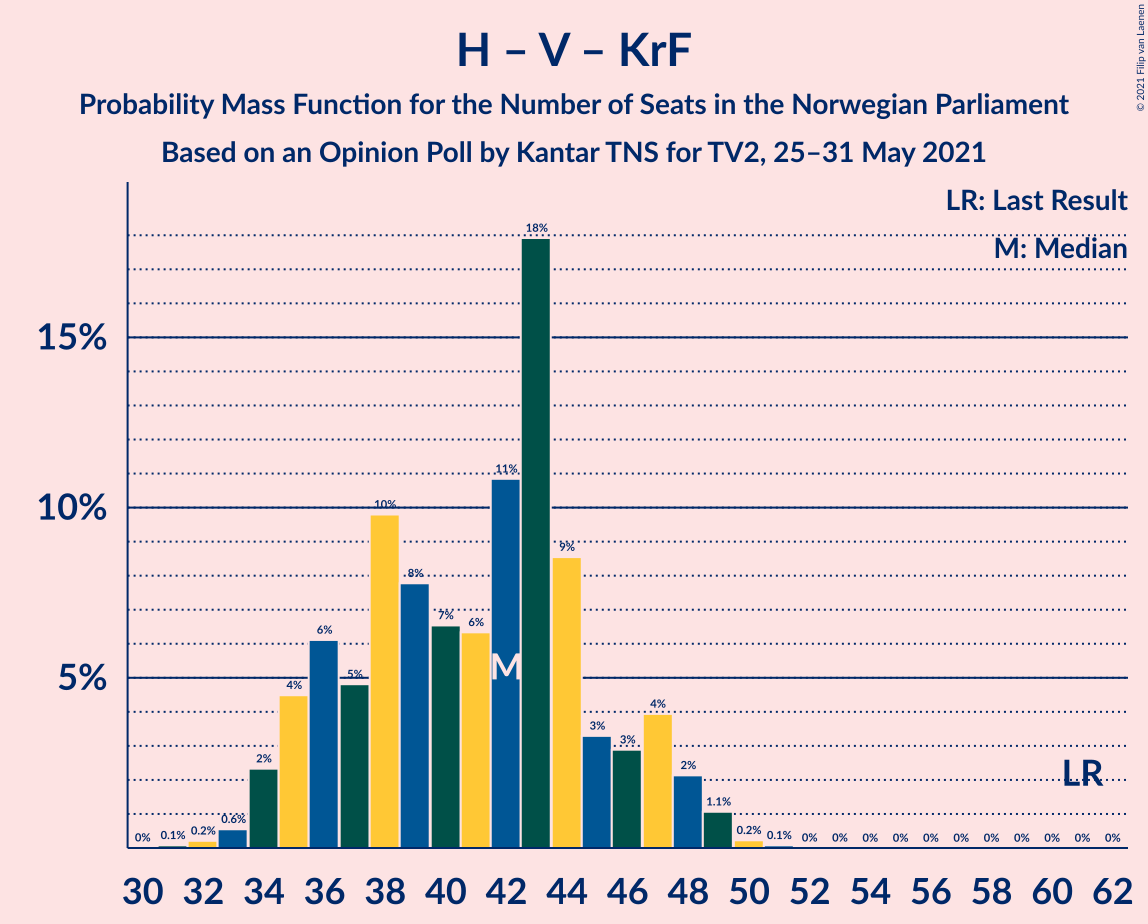 H – V – KrF
Probability Mass Function for the Number of Seats in the Norwegian Parliament
Based on an Opinion Poll by Kantar TNS for TV2, 25–31 May 2021
© 2021 Filip van Laenen
LR: Last Result
M: Median
15%
10%
5%
0% 0.1% 0.2% 0.6% 2% 4% 6% 5% 10% 8% 7% 6% 11% 18% 9% 3% 3% 4% 2% 1.1% 0.2% 0.1% 0% 0% 0% 0% 0% 0% 0% 0% 0% 0% 0%
M
LR
30 32 34 36 38 40 42 44 46 48 50 52 54 56 58 60 62